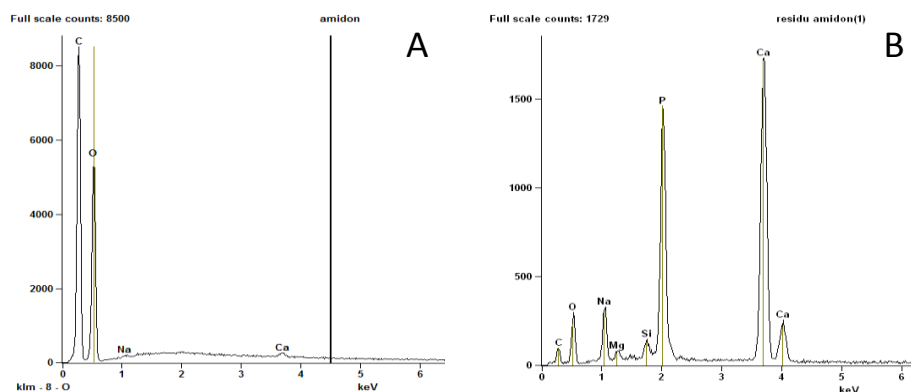 Full scale counts: 8500 amidon
A
C
8000
O
6000
4000
2000
Na
Ca
0
0 1 2 3 4 5 6
klm - 8 - O keV
Full scale counts: 1729 residu amidon(1)
B
Ca
1500
P
1000
500
O
Na
C
Mg
Si
Ca
0
0 1 2 3 4 5 6
keV